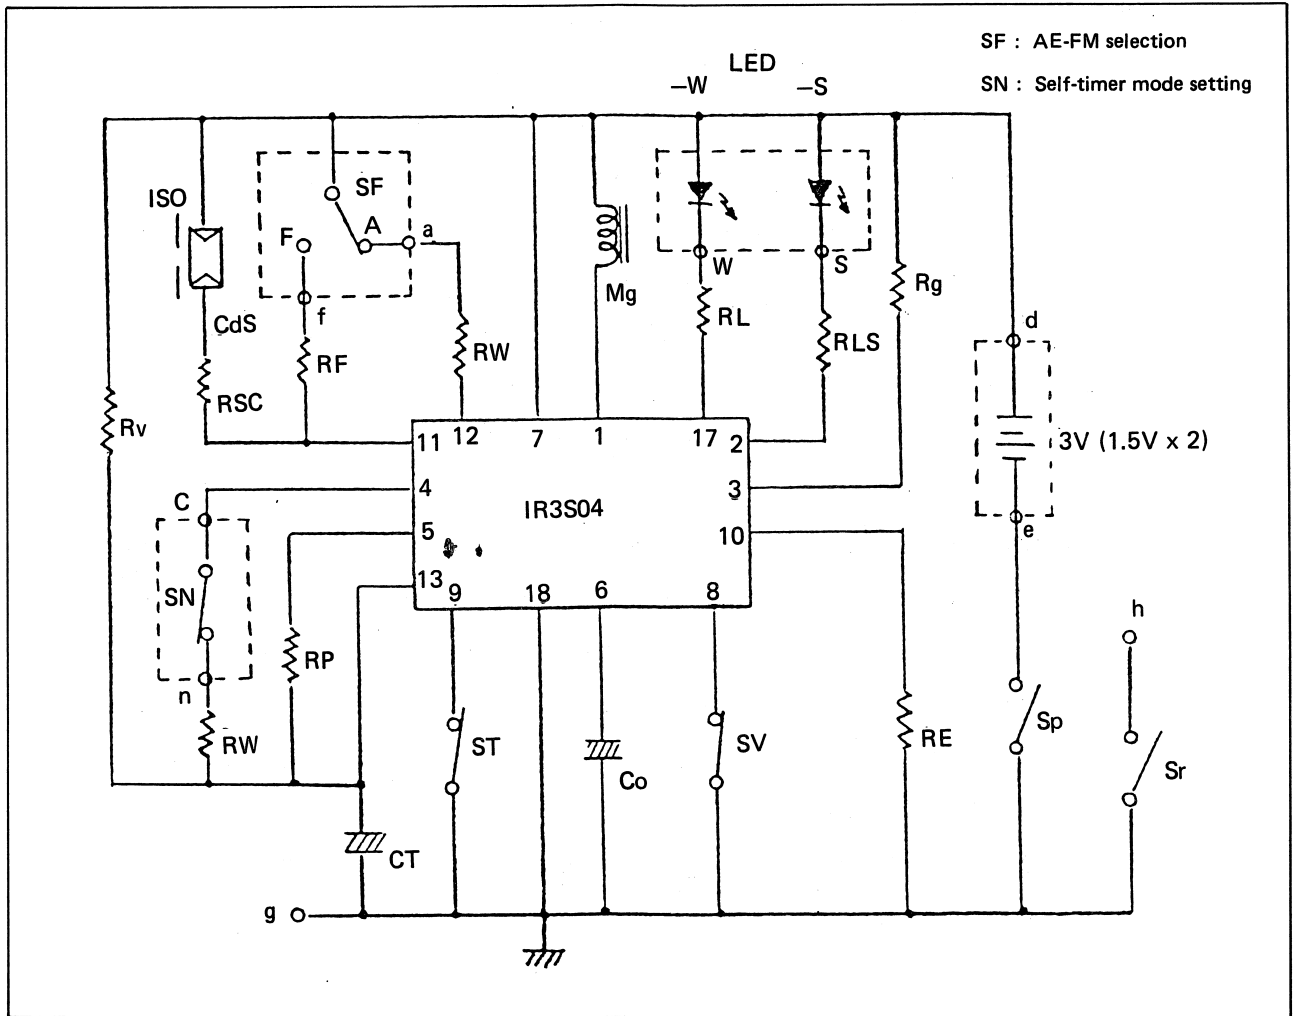 SF : AE-FM selection
LED
-W
-S
SN : Self-timer mode setting
ISO
SF
A
a
F
W
S
Mg
Rg
f
CdS
RL
d
RF
RW
RLS
RSC
Rv
11
12
7
1
17
2
3V (1.5V x 2)
4
3
C
IR3S04
5
10
e
13
9
18
6
8
SN
h
RP
n
RW
ST
SV
RE
Sp
Co
Sr
CT
g